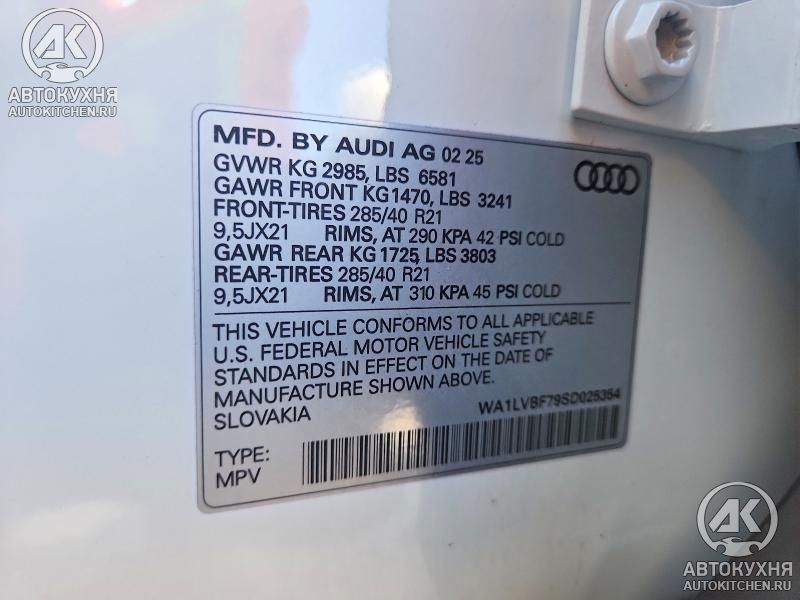 AK
АВТОКУХНЯ
AUTOKITCHEN.RU
MFD. BY AUDI AG 02 25
GVWR KG 2985, LBS 6581
GAWR FRONT KG1470, LBS 3241
FRONT-TIRES 285/40 R21
9,5JX21 RIMS, AT 290 KPA 42 PSI COLD
GAWR REAR KG 1725, LBS 3803
REAR-TIRES 285/40 R21
9,5JX21 RIMS, AT 310 KPA 45 PSI COLD
THIS VEHICLE CONFORMS TO ALL APPLICABLE
U.S. FEDERAL MOTOR VEHICLE SAFETY
STANDARDS IN EFFECT ON THE DATE OF
MANUFACTURE SHOWN ABOVE.
SLOVAKIA WA1LVBF79SD025354
TYPE:
MPV
AK
АВТОКУХНЯ
AUTOKITCHEN.RU